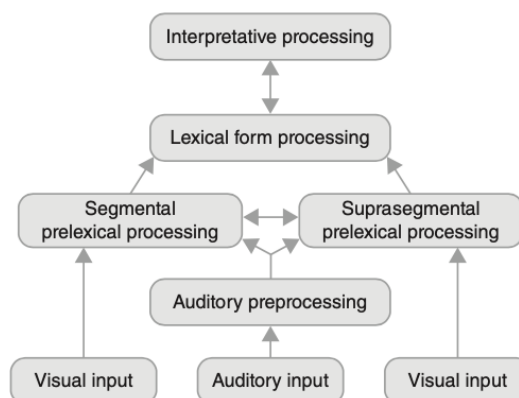 Interpretative processing
Lexical form processing
Segmental
prelexical processing
Suprasegmental
prelexical processing
Auditory preprocessing
Visual input
Auditory input
Visual input